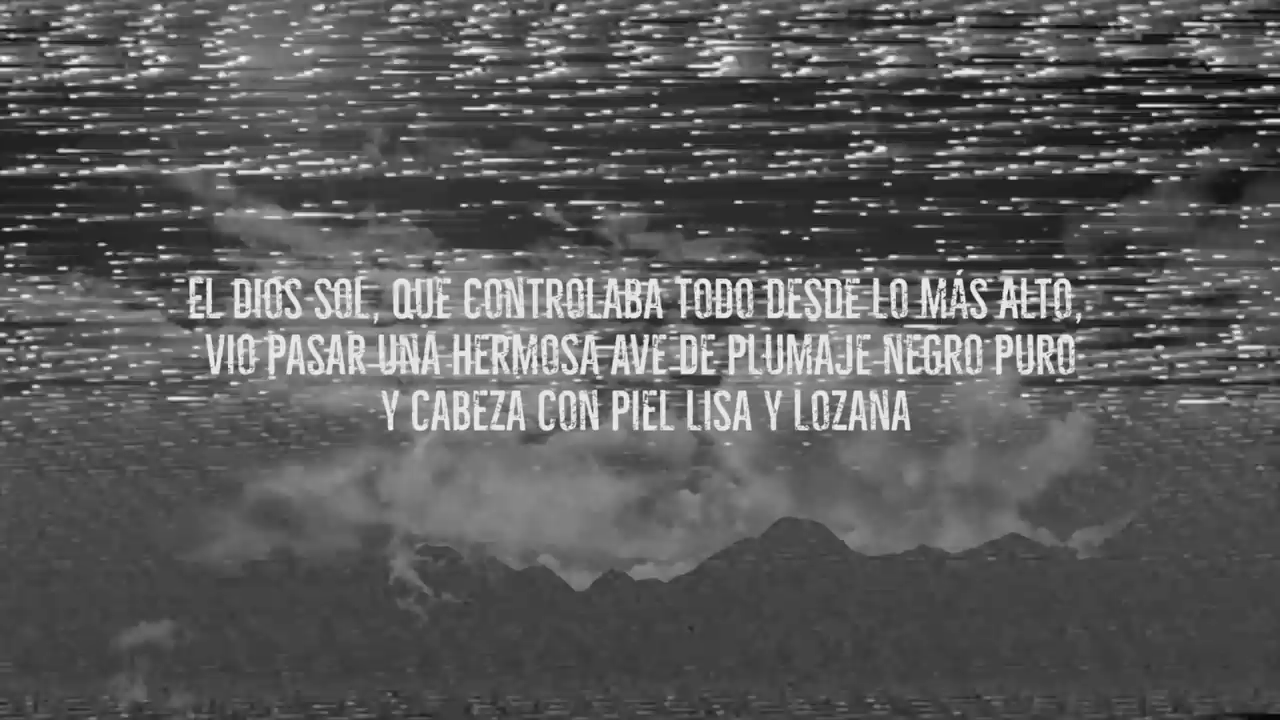 EL DIOS SOL, QUE CONTROLABA TODO DESDE LO MÁS ALTO,
VIO PASAR UNA HERMOSA AVE DE PLUMAJE NEGRO PURO
Y CABEZA CON PIEL LISA Y LOZANA